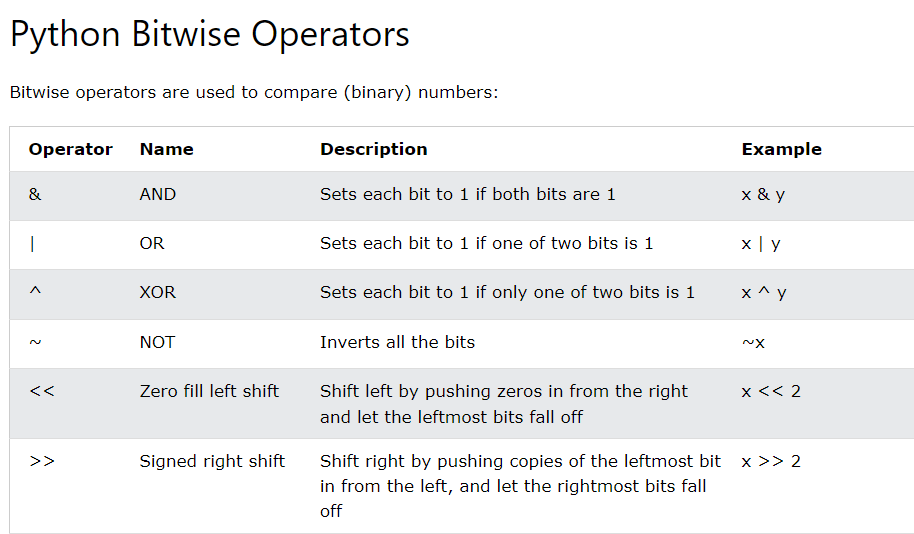 Python Bitwise Operators
Bitwise operators are used to compare (binary) numbers:
Operator Name Description Example
& AND Sets each bit to 1 if both bits are 1 x & y
| OR Sets each bit to 1 if one of two bits is 1 x | y
^ XOR Sets each bit to 1 if only one of two bits is 1 x ^ y
~ NOT Inverts all the bits ~x
<< Zero fill left shift Shift left by pushing zeros in from the right x << 2
and let the leftmost bits fall off
>> Signed right shift Shift right by pushing copies of the leftmost bit x >> 2
in from the left, and let the rightmost bits fall
off